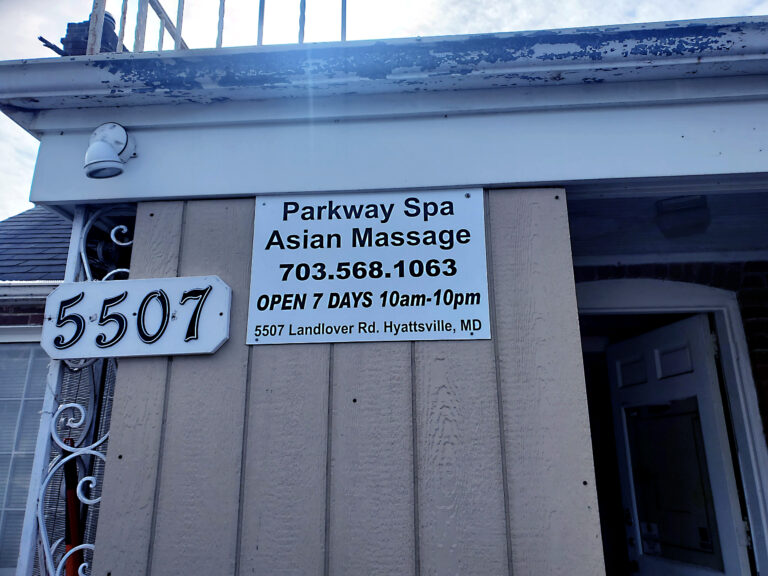 Parkway Spa
Asian Massage
703.568.1063
OPEN 7 DAYS 10am-10pm
5507 Landlover Rd. Hyattsville, MD
5507